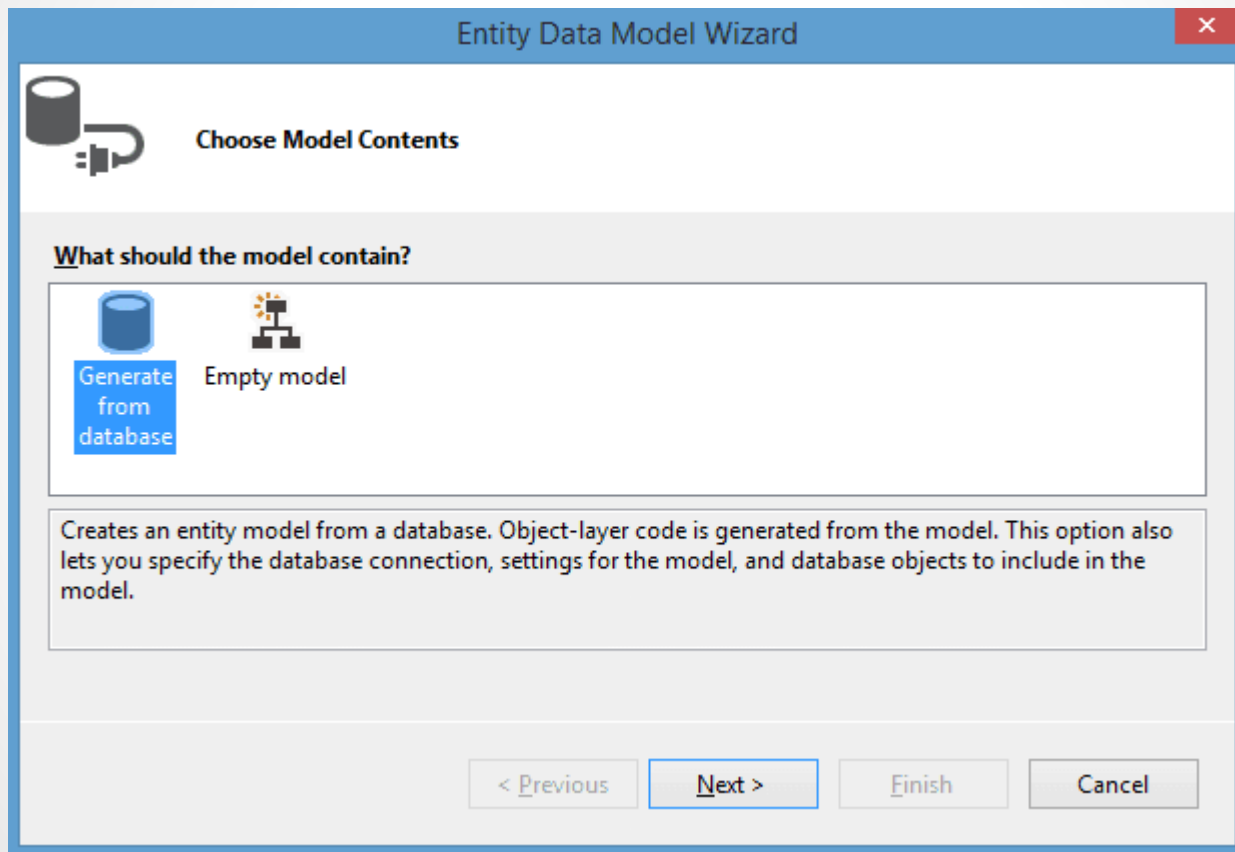 Entity Data Model Wizard
Choose Model Contents
What should the model contain?
Generate
from
database
Empty model
Creates an entity model from a database. Object-layer code is generated from the model. This option also
lets you specify the database connection, settings for the model, and database objects to include in the
model.
< Previous
Next >
Finish
Cancel